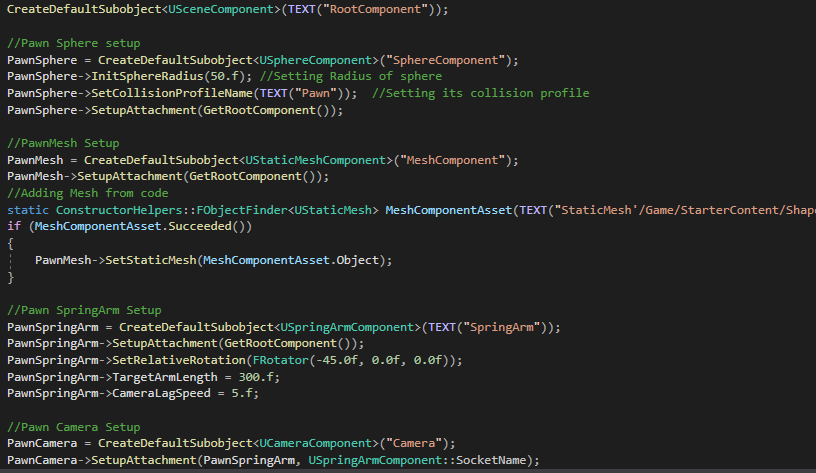 CreateDefaultSubobject<USceneComponent>(TEXT("RootComponent"));
//Pawn Sphere setup
PawnSphere = CreateDefaultSubobject<USphereComponent>("SphereComponent");
PawnSphere->InitSphereRadius(50.f); //Setting Radius of sphere
PawnSphere->SetCollisionProfileName(TEXT("Pawn"));  //Setting its collision profile
PawnSphere->SetupAttachment(GetRootComponent());
//PawnMesh Setup
PawnMesh = CreateDefaultSubobject<UStaticMeshComponent>("MeshComponent");
PawnMesh->SetupAttachment(GetRootComponent());
//Adding Mesh from code
static ConstructorHelpers::FObjectFinder<UStaticMesh> MeshComponentAsset(TEXT("StaticMesh'/Game/StarterContent/Shap
if (MeshComponentAsset.Succeeded())
{
    PawnMesh->SetStaticMesh(MeshComponentAsset.Object);
}
//Pawn SpringArm Setup
PawnSpringArm = CreateDefaultSubobject<USpringArmComponent>(TEXT("SpringArm"));
PawnSpringArm->SetupAttachment(GetRootComponent());
PawnSpringArm->SetRelativeRotation(FRotator(-45.0f, 0.0f, 0.0f));
PawnSpringArm->TargetArmLength = 300.f;
PawnSpringArm->CameraLagSpeed = 5.f;
//Pawn Camera Setup
PawnCamera = CreateDefaultSubobject<UCameraComponent>("Camera");
PawnCamera->SetupAttachment(PawnSpringArm, USpringArmComponent::SocketName);